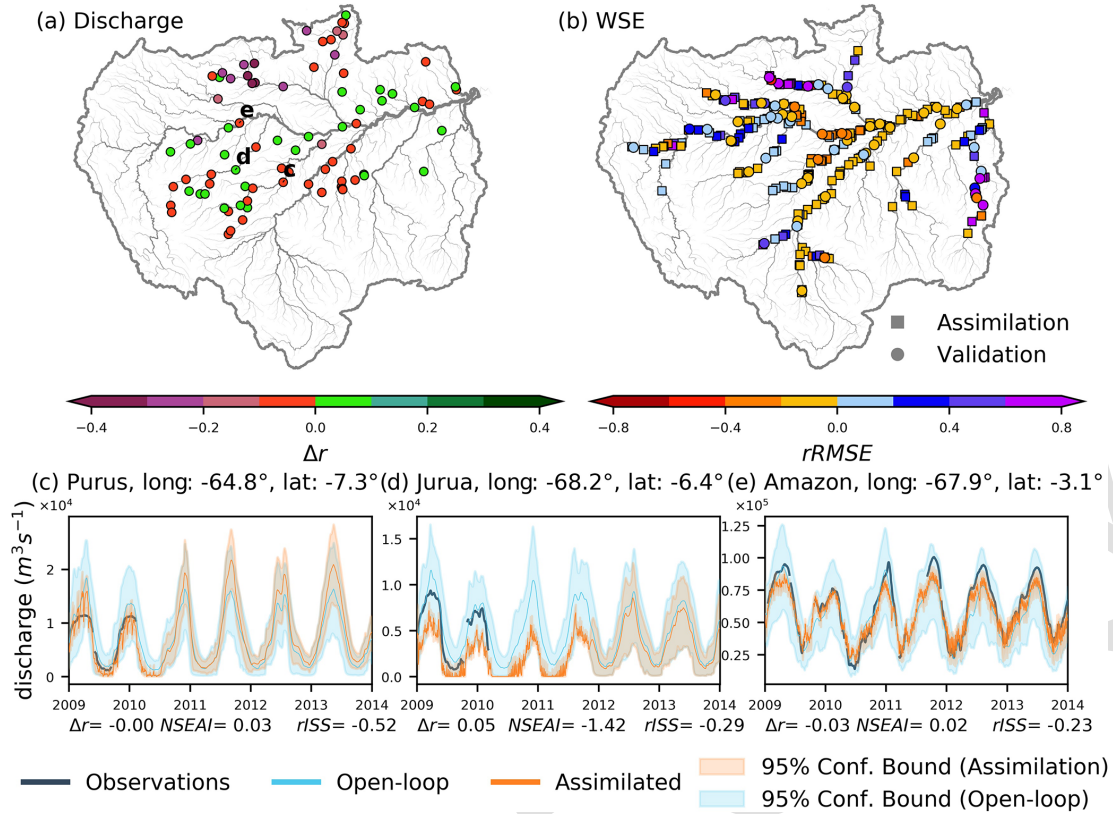 (a) Discharge
(b) WSE
e
d
c
Assimilation
Validation
−0.4 −0.2 0.0 0.2 0.4
Δr
−0.8 −0.4 0.0 0.4 0.8
rRMSE
(c) Purus, long: -64.8°, lat: -7.3°
(d) Jurua, long: -68.2°, lat: -6.4°
(e) Amazon, long: -67.9°, lat: -3.1°
×10⁴
×10⁴
×10⁵
discharge (m³s⁻¹)
2
1
0
1.5
1.0
0.5
0.0
1.25
1.00
0.75
0.50
0.25
2009 2010 2011 2012 2013 2014
2009 2010 2011 2012 2013 2014
2009 2010 2011 2012 2013 2014
Δr= -0.00 NSEAI= 0.03 rISS= -0.52
Δr= 0.05 NSEAI= -1.42 rISS= -0.29
Δr= -0.03 NSEAI= 0.02 rISS= -0.23
Observations
Open-loop
Assimilated
95% Conf. Bound (Assimilation)
95% Conf. Bound (Open-loop)